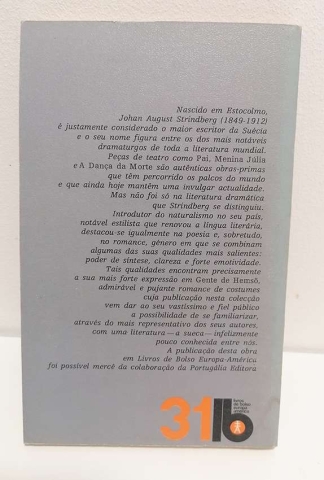 Nascido em Estocolmo,
Johan August Strindberg (1849-1912)
é justamente considerado o maior escritor da Suécia
e o seu nome figura entre os dos mais notáveis
dramaturgos de toda a literatura mundial.
Peças de teatro como Pai, Menina Júlia
e A Dança da Morte são autênticas obras-primas
que têm percorrido os palcos do mundo
e que ainda hoje mantêm uma invulgar actualidade.
Mas não foi só na literatura dramática
que Strindberg se distinguiu.
Introdutor do naturalismo no seu país,
notável estilista que renovou a língua literária,
destacou-se igualmente na poesia e, sobretudo,
no romance, género em que se combinam
algumas das suas qualidades mais salientes:
poder de síntese, clareza e forte emotividade.
Tais qualidades encontram precisamente
a sua mais forte expressão em Gente de Hemsö,
admirável e pujante romance de costumes
cuja publicação nesta colecção
vem dar ao seu vastíssimo e fiel público
a possibilidade de se familiarizar,
através do mais representativo dos seus autores,
com uma literatura—a sueca—infelizmente
pouco conhecida entre nós.
A publicação desta obra
em Livros de Bolso Europa-América
foi possível mercê da colaboração da Portugália Editora
31 lb
livros
de bolso
europa
américa